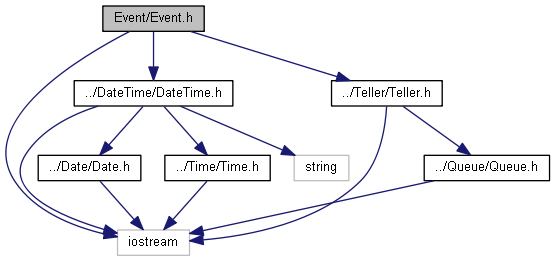 Event/Event.h
../DateTime/DateTime.h
../Teller/Teller.h
../Date/Date.h
../Time/Time.h
string
../Queue/Queue.h
iostream